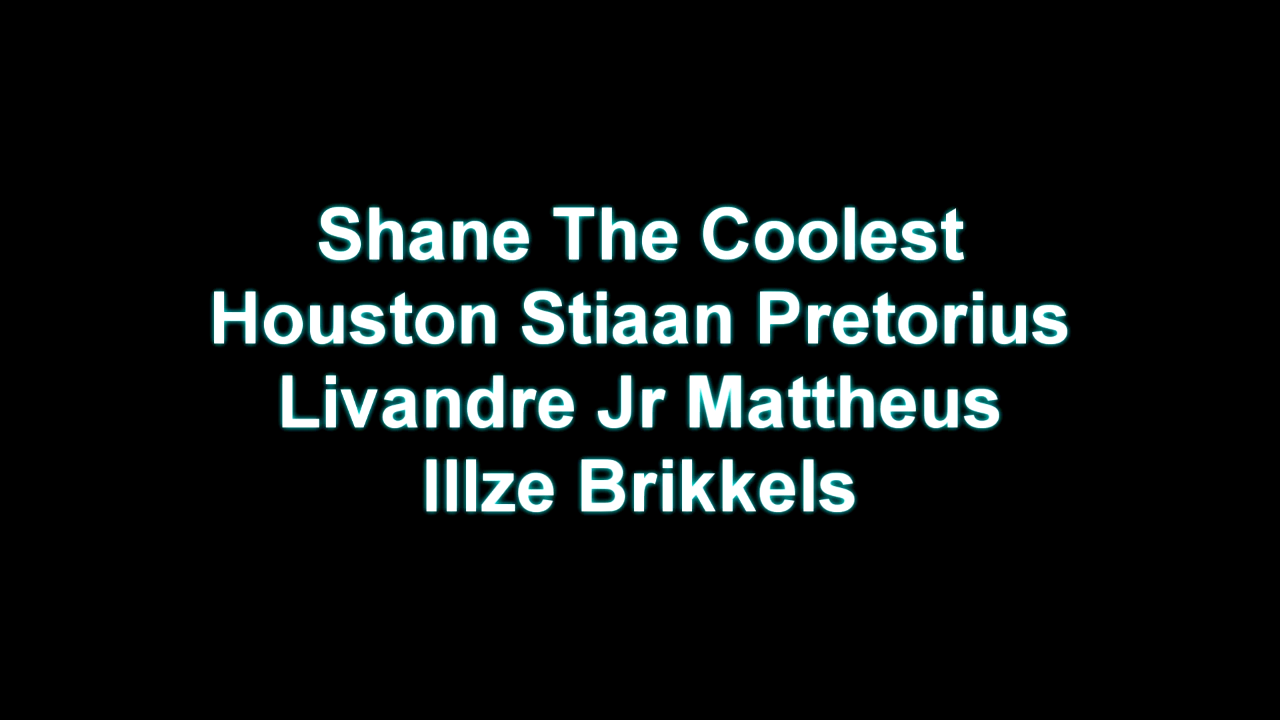 Shane The Coolest
Houston Stiaan Pretorius
Livandre Jr Mattheus
Illze Brikkels